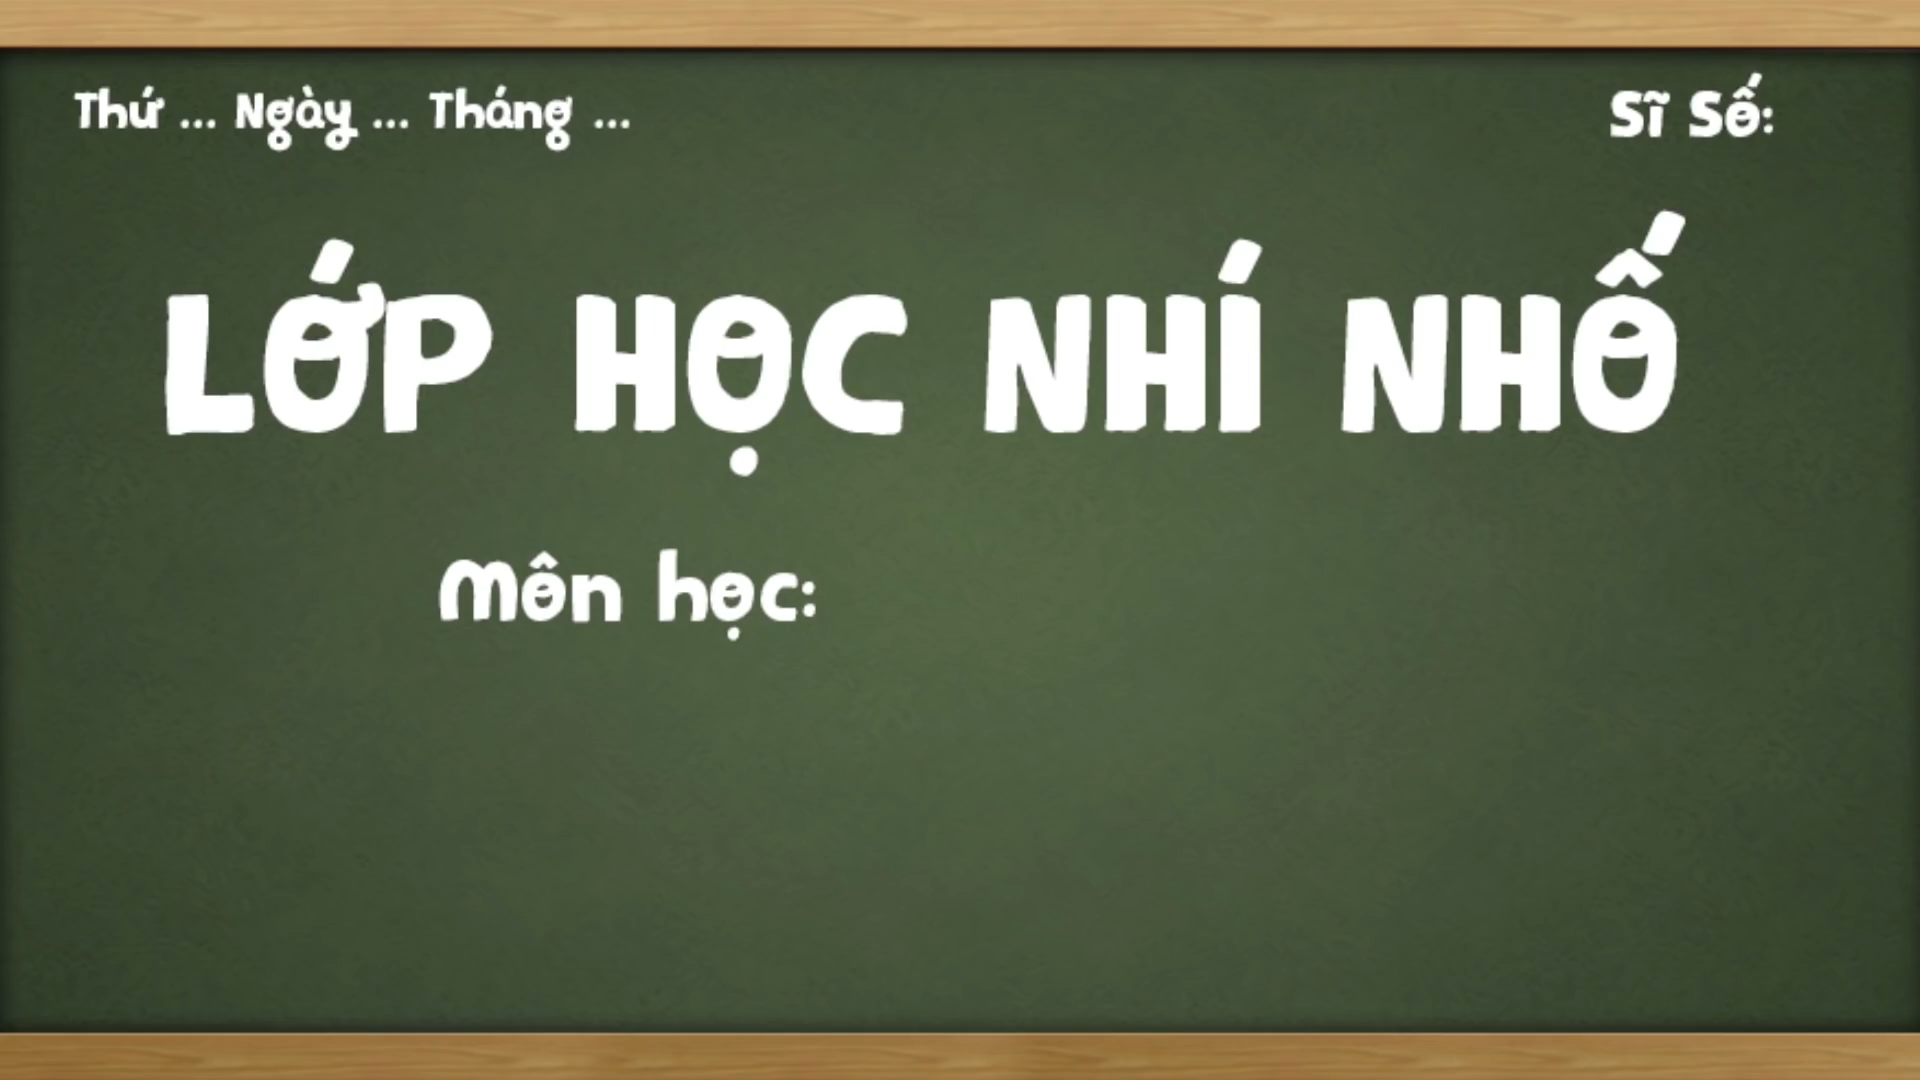 Thứ ... Ngày ... Tháng ...
Sĩ Số:
LỚP HỌC NHÍ NHỐ
Môn học: